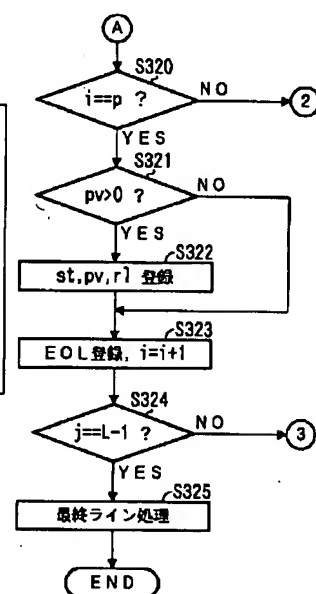 A
S320
i==p ?
NO
2
YES
S321
pv>0 ?
NO
YES
S322
st,pv,rl 登録
S323
EOL登録, i=i+1
S324
j==L-1 ?
NO
3
YES
S325
最終ライン処理
END